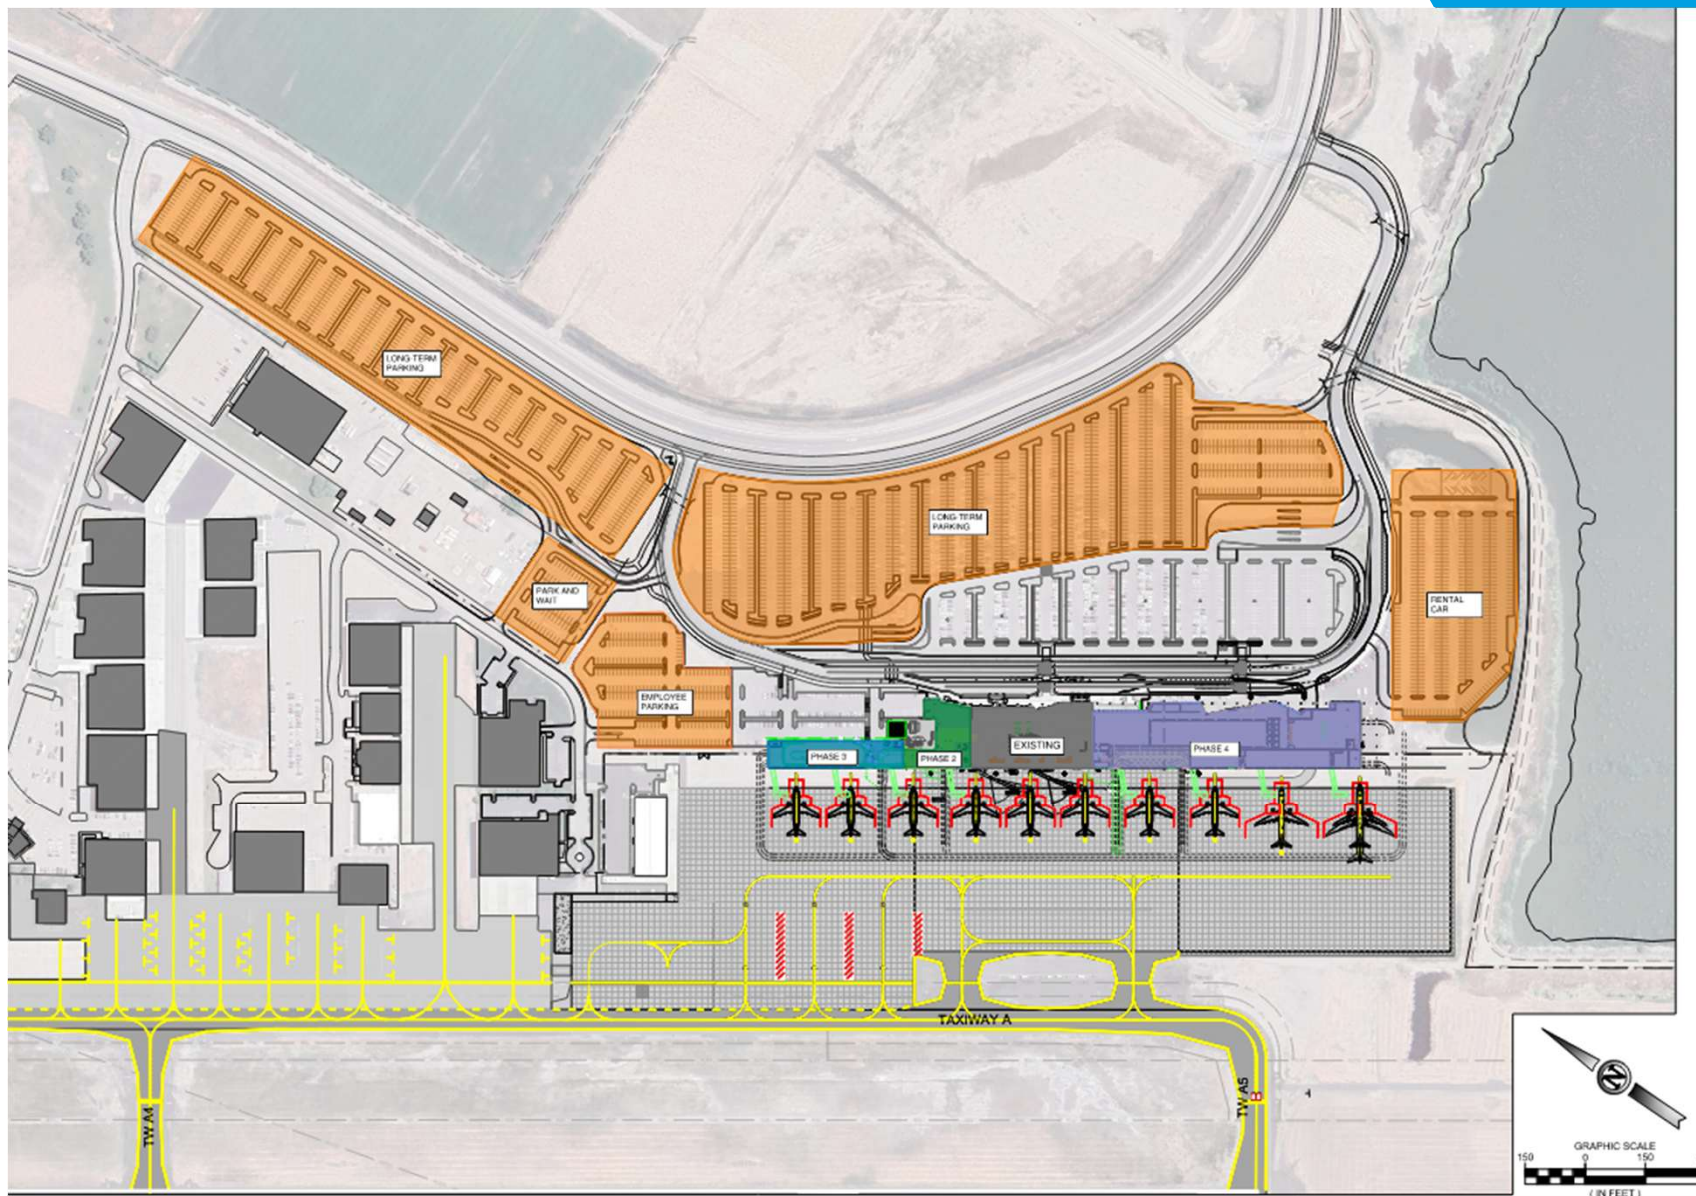 LONG-TERM
PARKING
LONG-TERM
PARKING
PARK AND
WAIT
RENTAL
CAR
EMPLOYEE
PARKING
PHASE 3
PHASE 2
EXISTING
PHASE 4
TAXIWAY A
TW A4
TW A5
B
N
GRAPHIC SCALE
150 0 150
( IN FEET )